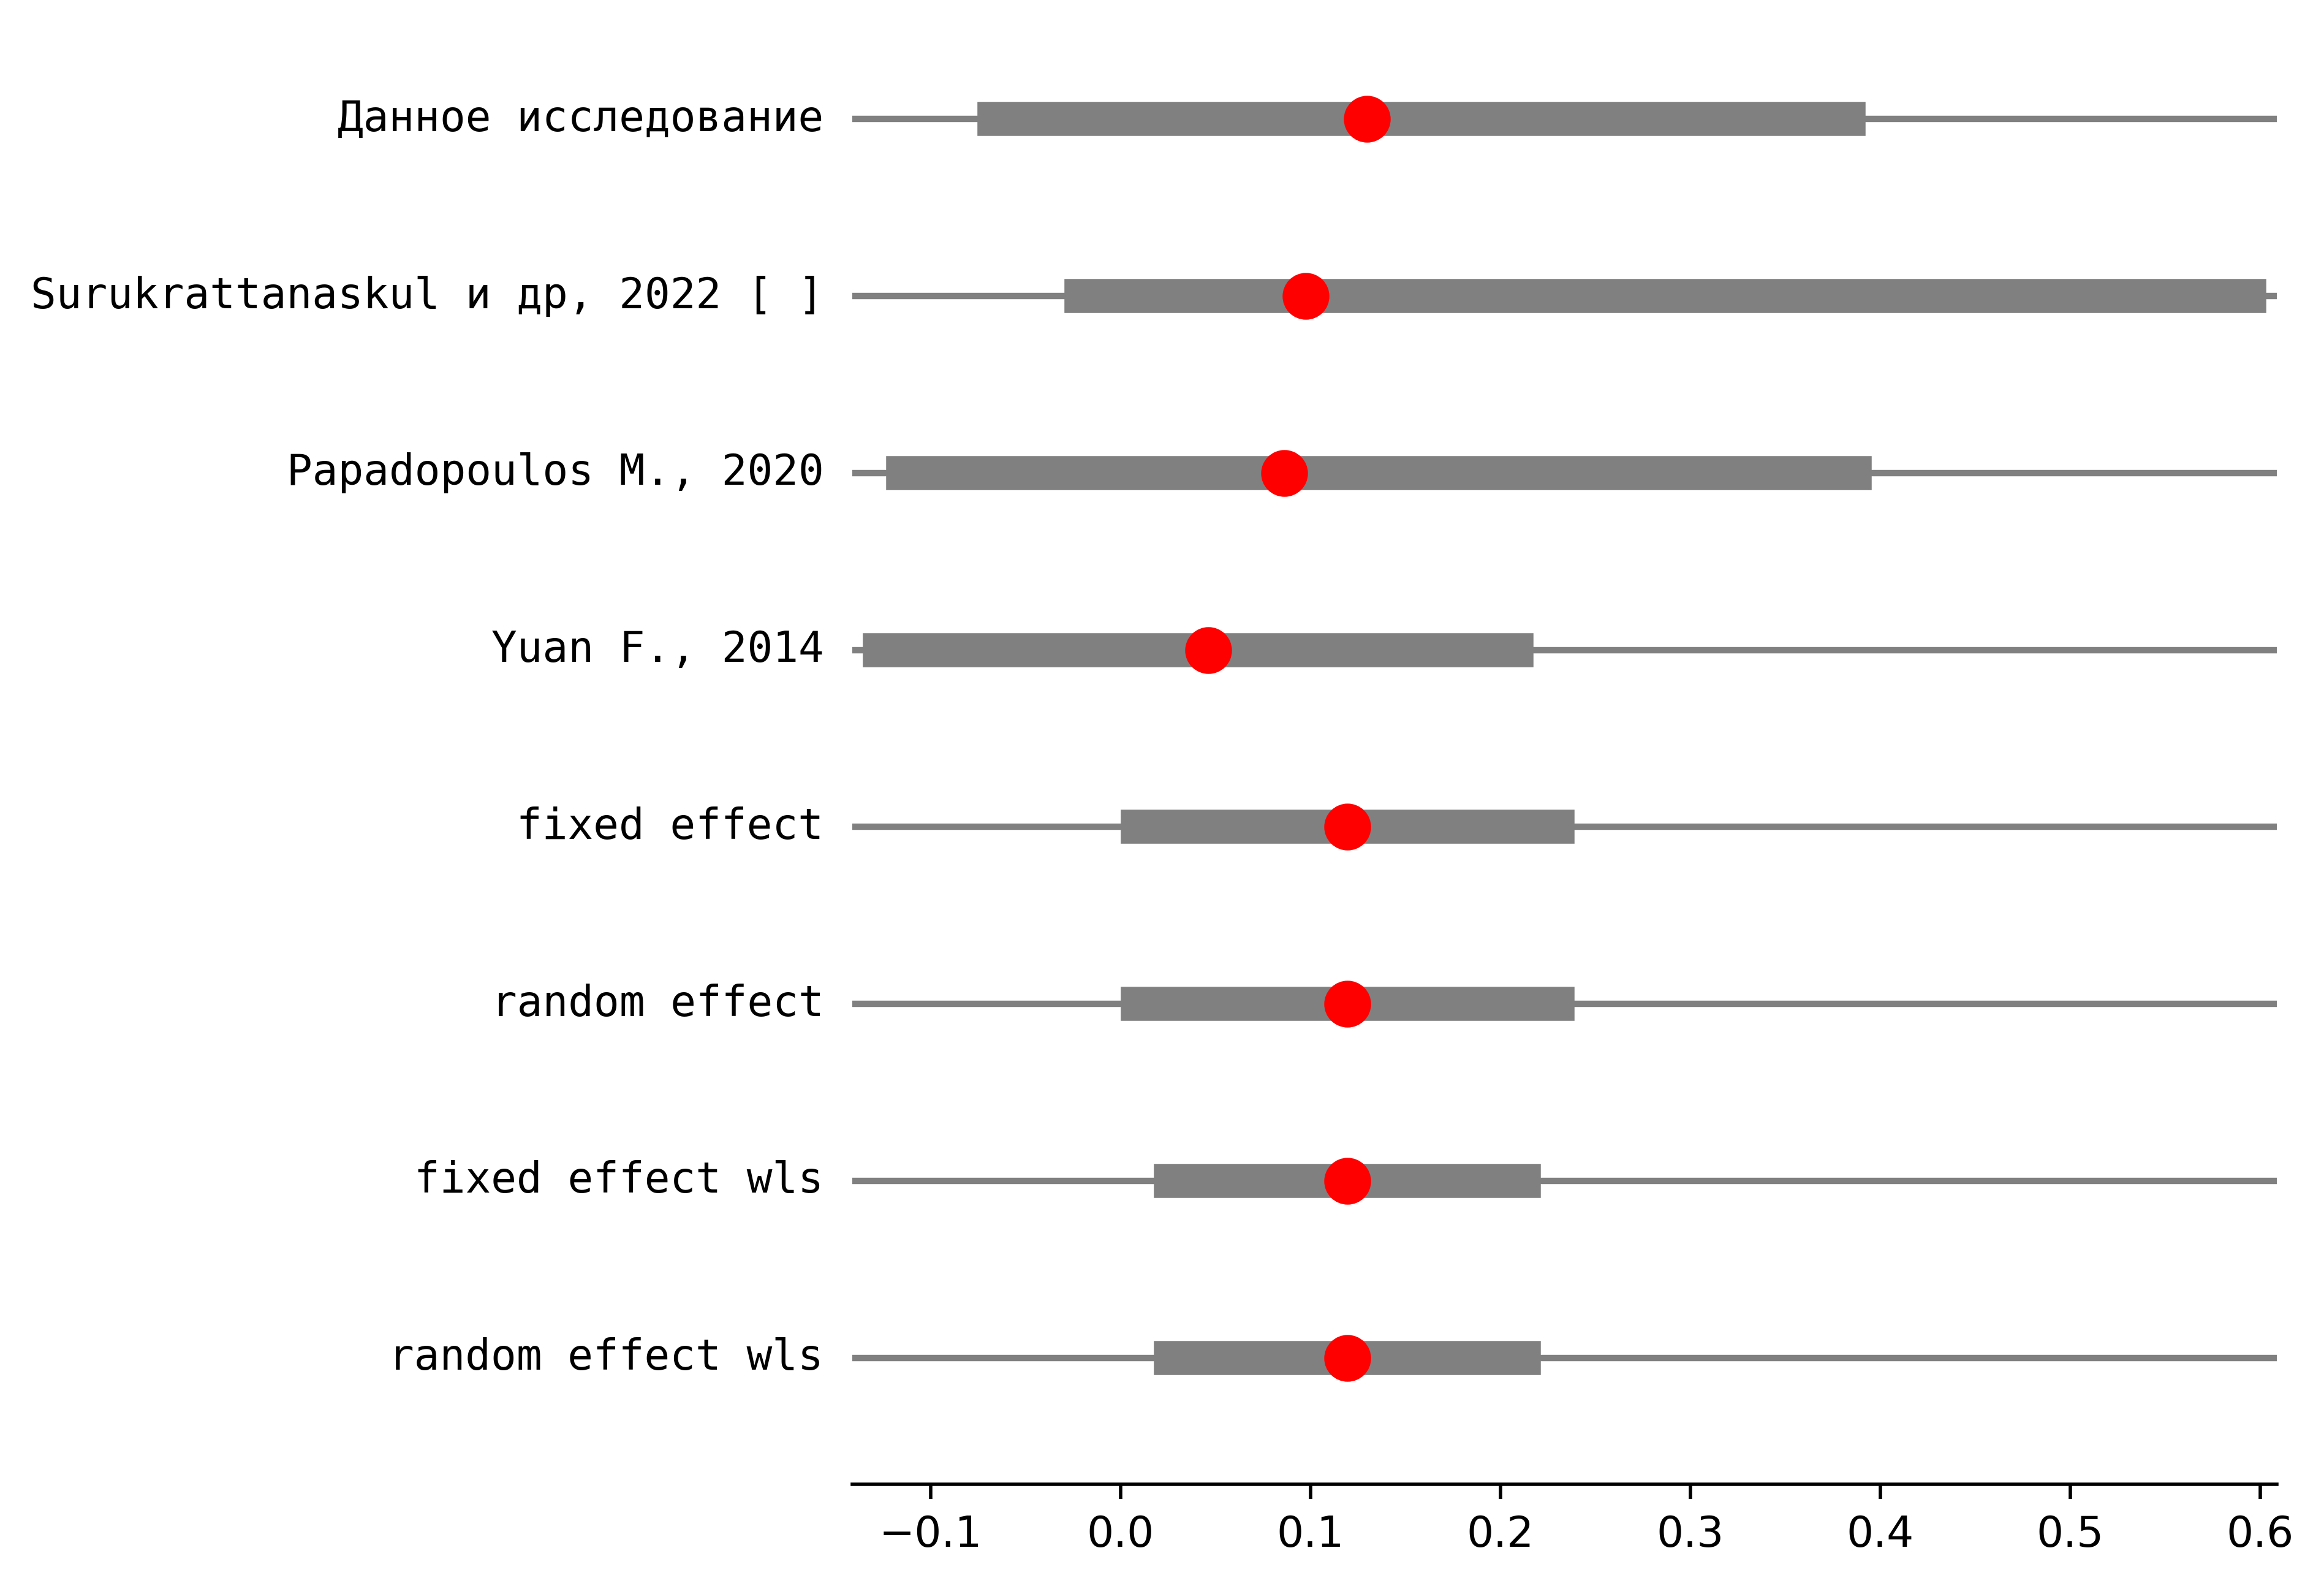 Данное исследование
Surukrattanaskul и др, 2022 [ ]
Papadopoulos M., 2020
Yuan F., 2014
fixed effect
random effect
fixed effect wls
random effect wls
−0.1 0.0 0.1 0.2 0.3 0.4 0.5 0.6